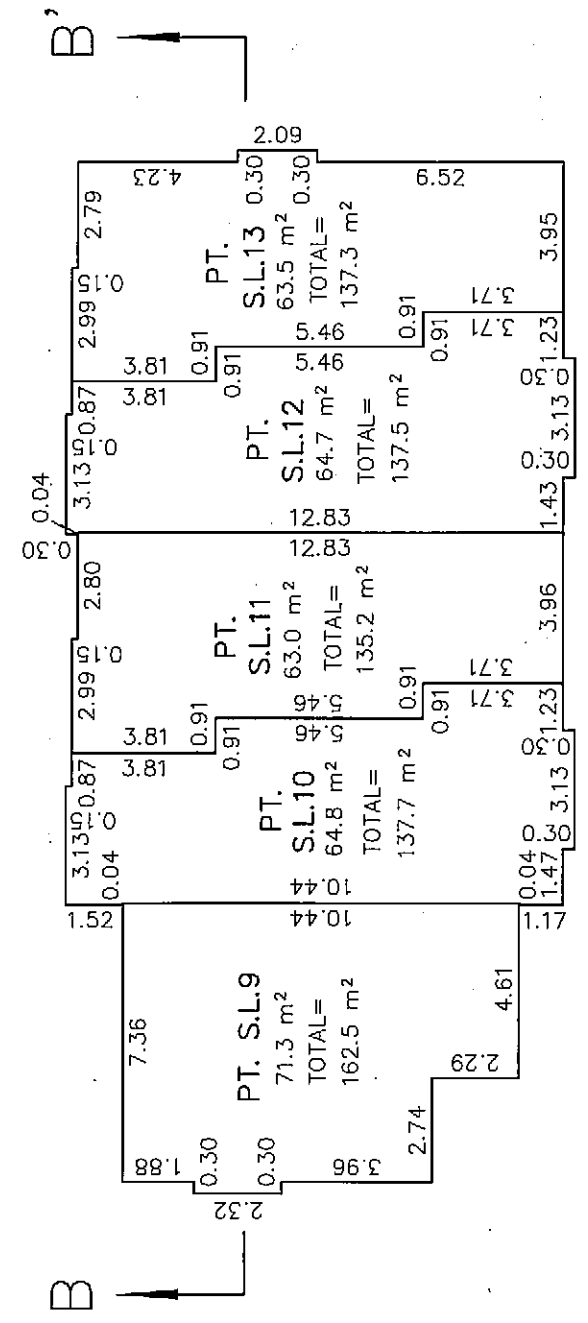 B'
2.09
4.23
0.30
0.30
6.52
2.79
PT.
S.L.13
63.5 m²
TOTAL=
137.3 m²
3.95
0.15
2.99
0.91
5.46
0.91
3.71
3.81
3.81
0.91
5.46
0.91
3.71
1.23
0.87
0.15
3.13
PT.
S.L.12
64.7 m²
TOTAL=
137.5 m²
0.30
3.13
0.30
1.43
0.04
0.30
12.83
12.83
2.80
PT.
S.L.11
63.0 m²
TOTAL=
135.2 m²
3.96
0.15
2.99
0.91
5.46
0.91
3.71
3.81
3.81
0.91
5.46
0.91
3.71
1.23
0.87
0.15
3.13
0.04
PT.
S.L.10
64.8 m²
TOTAL=
137.7 m²
0.30
3.13
0.30
0.04
1.47
1.52
10.44
10.44
1.17
7.36
PT. S.L.9
71.3 m²
TOTAL=
162.5 m²
4.61
2.29
2.74
1.88
0.30
0.30
3.96
2.32
B